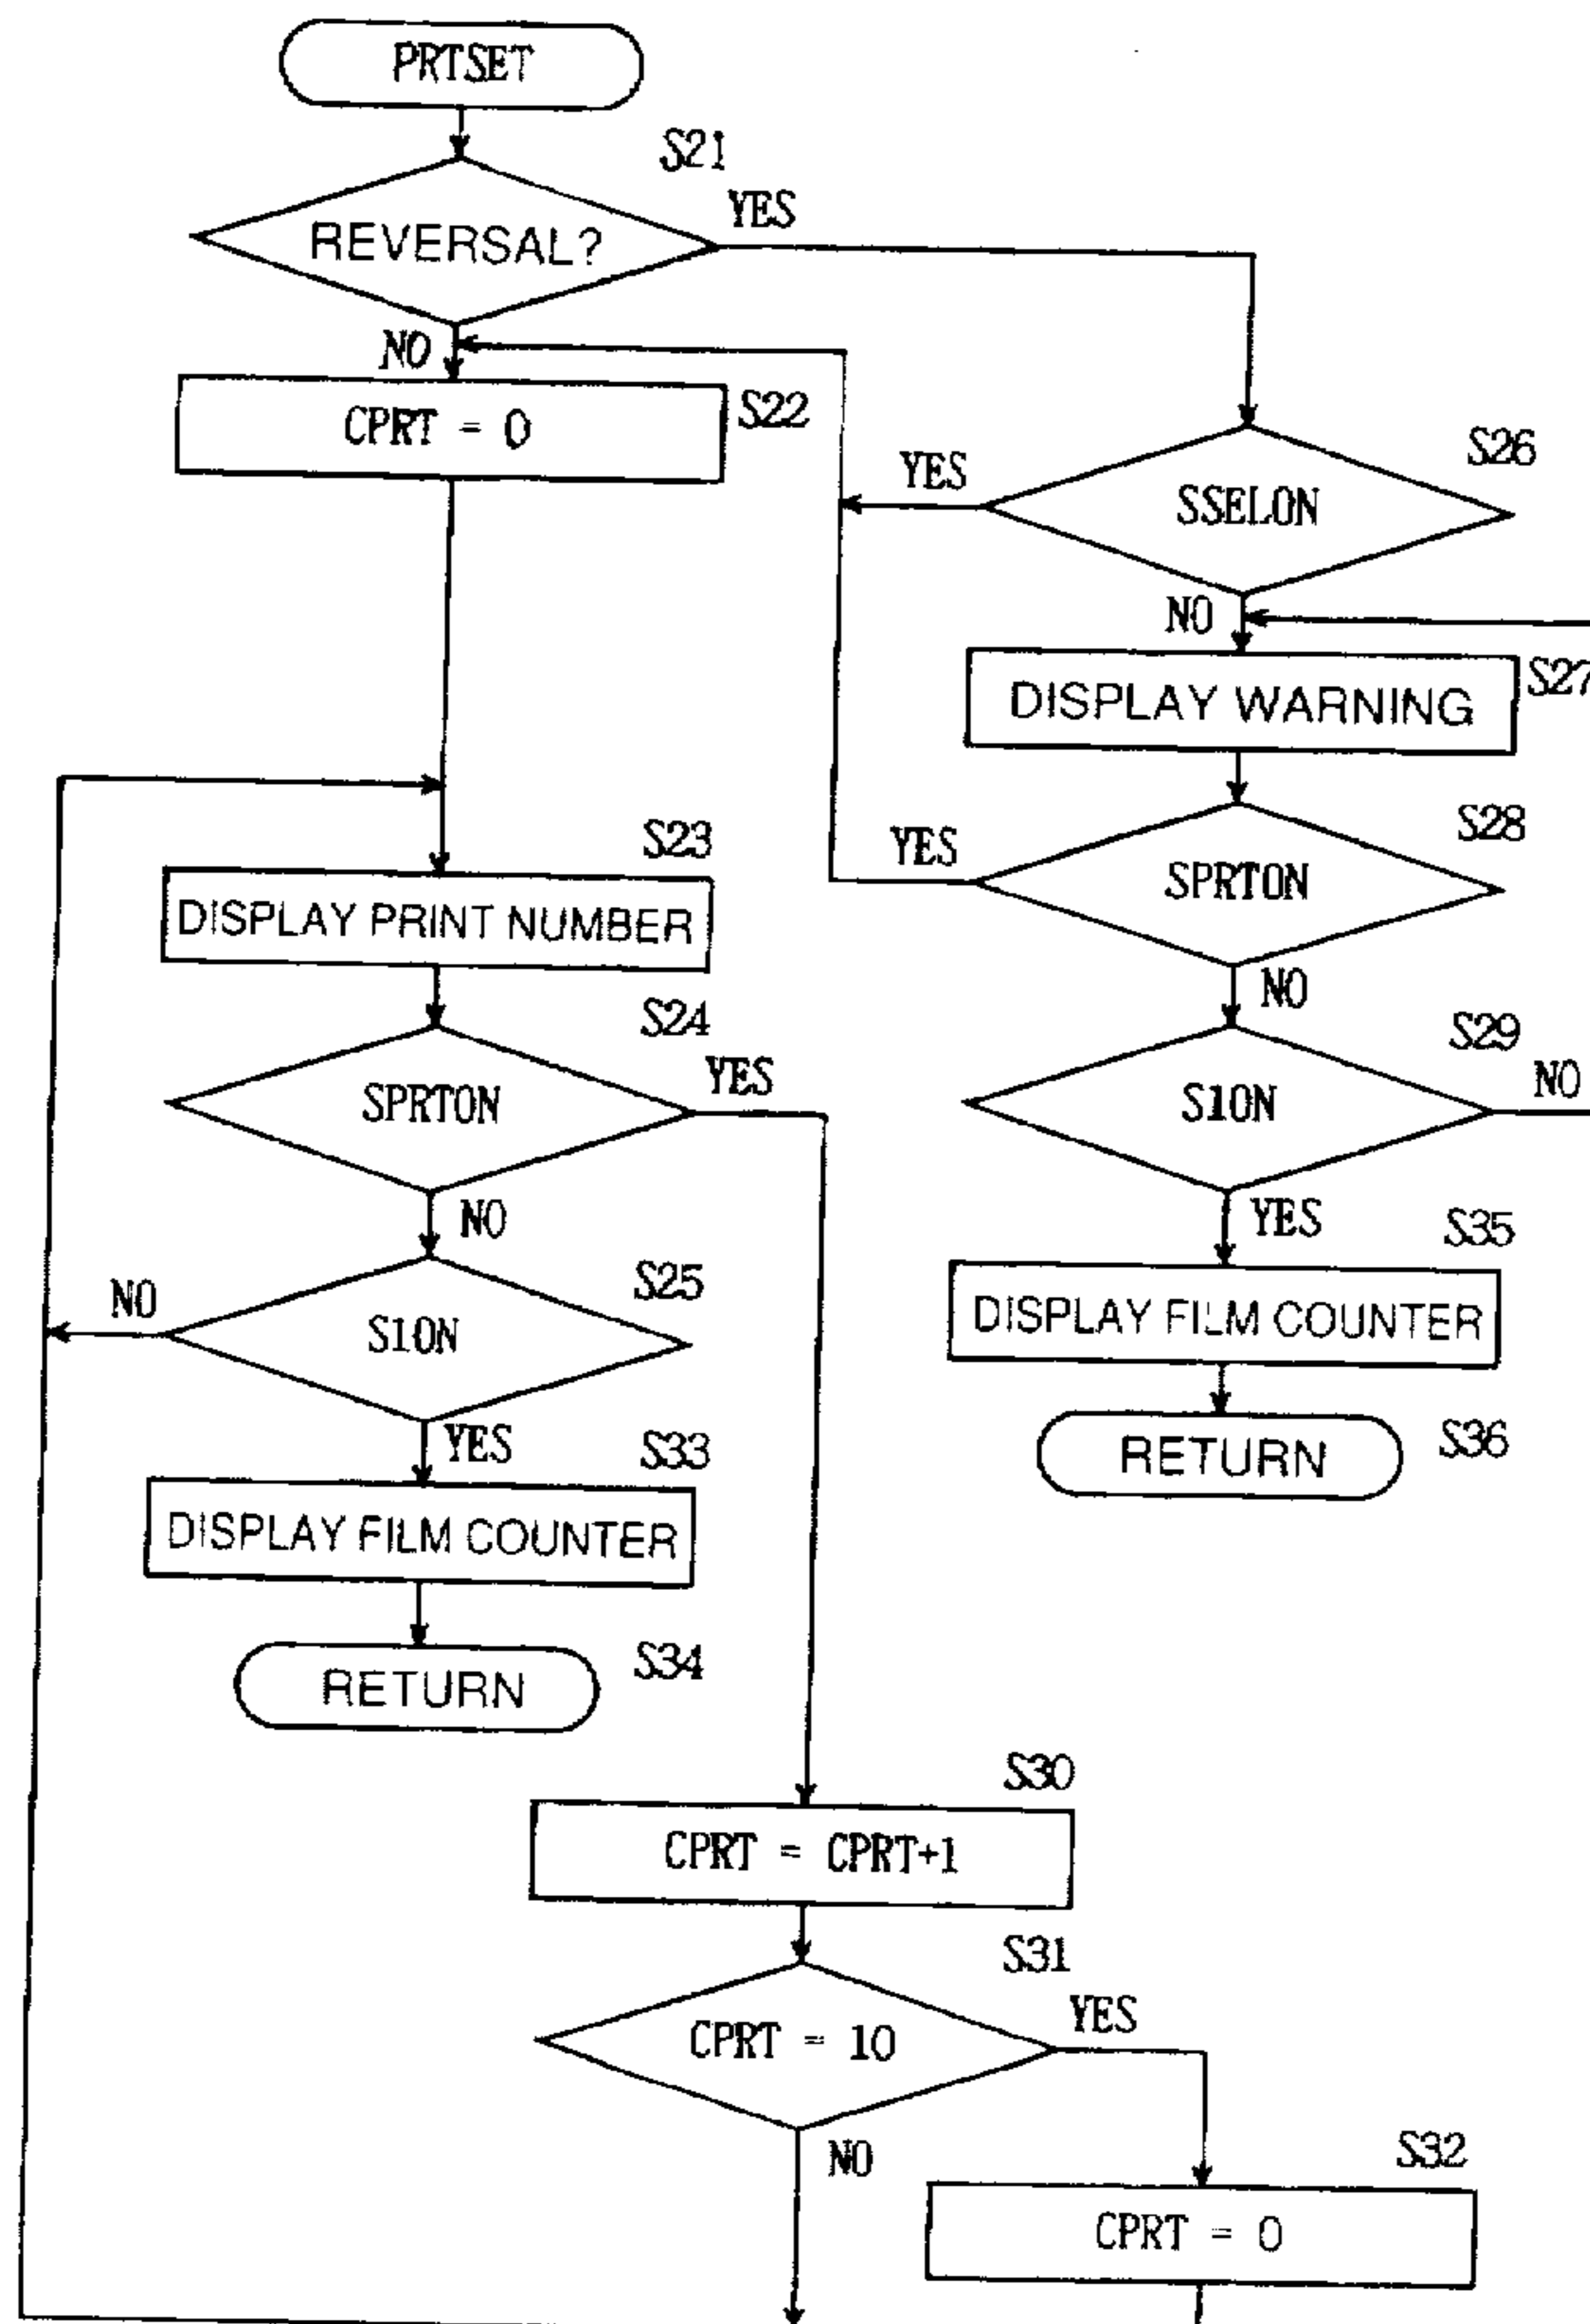 PRTSET
S21
REVERSAL?
YES
NO
CPRT = 0
S22
S26
SSELON
YES
NO
DISPLAY WARNING
S27
S28
SPRTON
YES
NO
S23
DISPLAY PRINT NUMBER
S24
SPRTON
YES
NO
S29
S1ON
NO
YES
S25
S1ON
NO
YES
S35
DISPLAY FILM COUNTER
S36
RETURN
S33
DISPLAY FILM COUNTER
S34
RETURN
S30
CPRT = CPRT+1
S31
CPRT = 10
YES
NO
S32
CPRT = 0